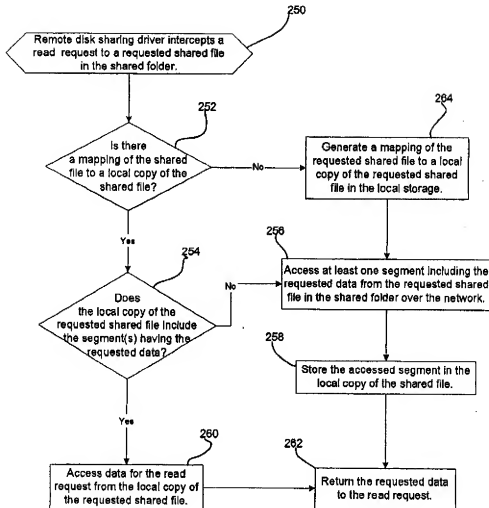 250
Remote disk sharing driver intercepts a
read request to a requested shared file
in the shared folder.
252
Is there
a mapping of the shared
file to a local copy of the
shared file?
No
264
Generate a mapping of the
requested shared file to a local
copy of the requested shared
file in the local storage.
Yes
254
Does
the local copy of the
requested shared file include
the segment(s) having the
requested data?
No
256
Access at least one segment including the
requested data from the requested shared
file in the shared folder over the network.
258
Store the accessed segment in the
local copy of the shared file.
Yes
260
Access data for the read
request from the local copy of
the requested shared file.
262
Return the requested data
to the read request.